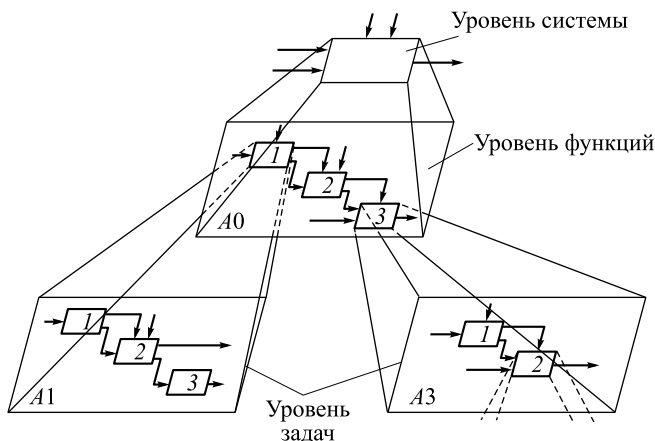 Уровень системы
Уровень функций
1
2
3
A0
1
2
3
A1
1
2
A3
Уровень
задач